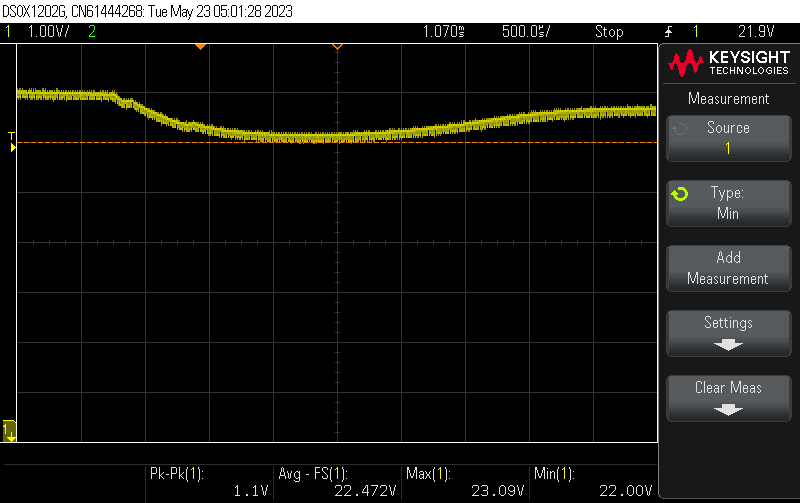 DSOX1202G, CN61444268: Tue May 23 05:01:28 2023
1 1.00V/ 2 1.070s 500.0s/ Stop 1 21.9V
KEYSIGHT
TECHNOLOGIES
Measurement
Source
1
Type:
Min
Add
Measurement
Settings
Clear Meas
T
1
Pk-Pk(1): Avg - FS(1): Max(1): Min(1):
1.1V 22.472V 23.09V 22.00V